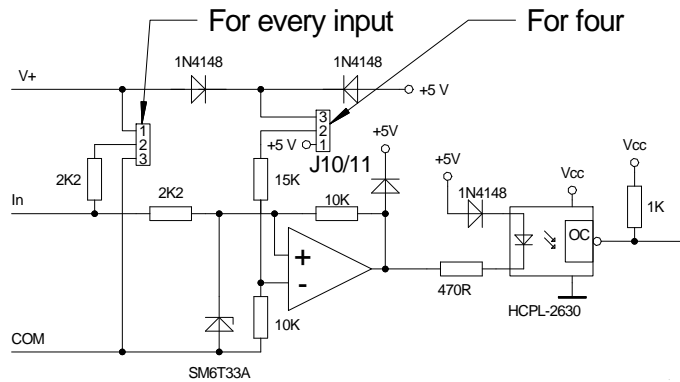 For every input
For four
1N4148
1N4148
V+
+5 V
1
2
3
3
2
1
+5 V
+5V
J10/11
2K2
15K
+5V
Vcc
Vcc
1N4148
2K2
10K
1K
In
OC
+
-
470R
HCPL-2630
10K
COM
SM6T33A